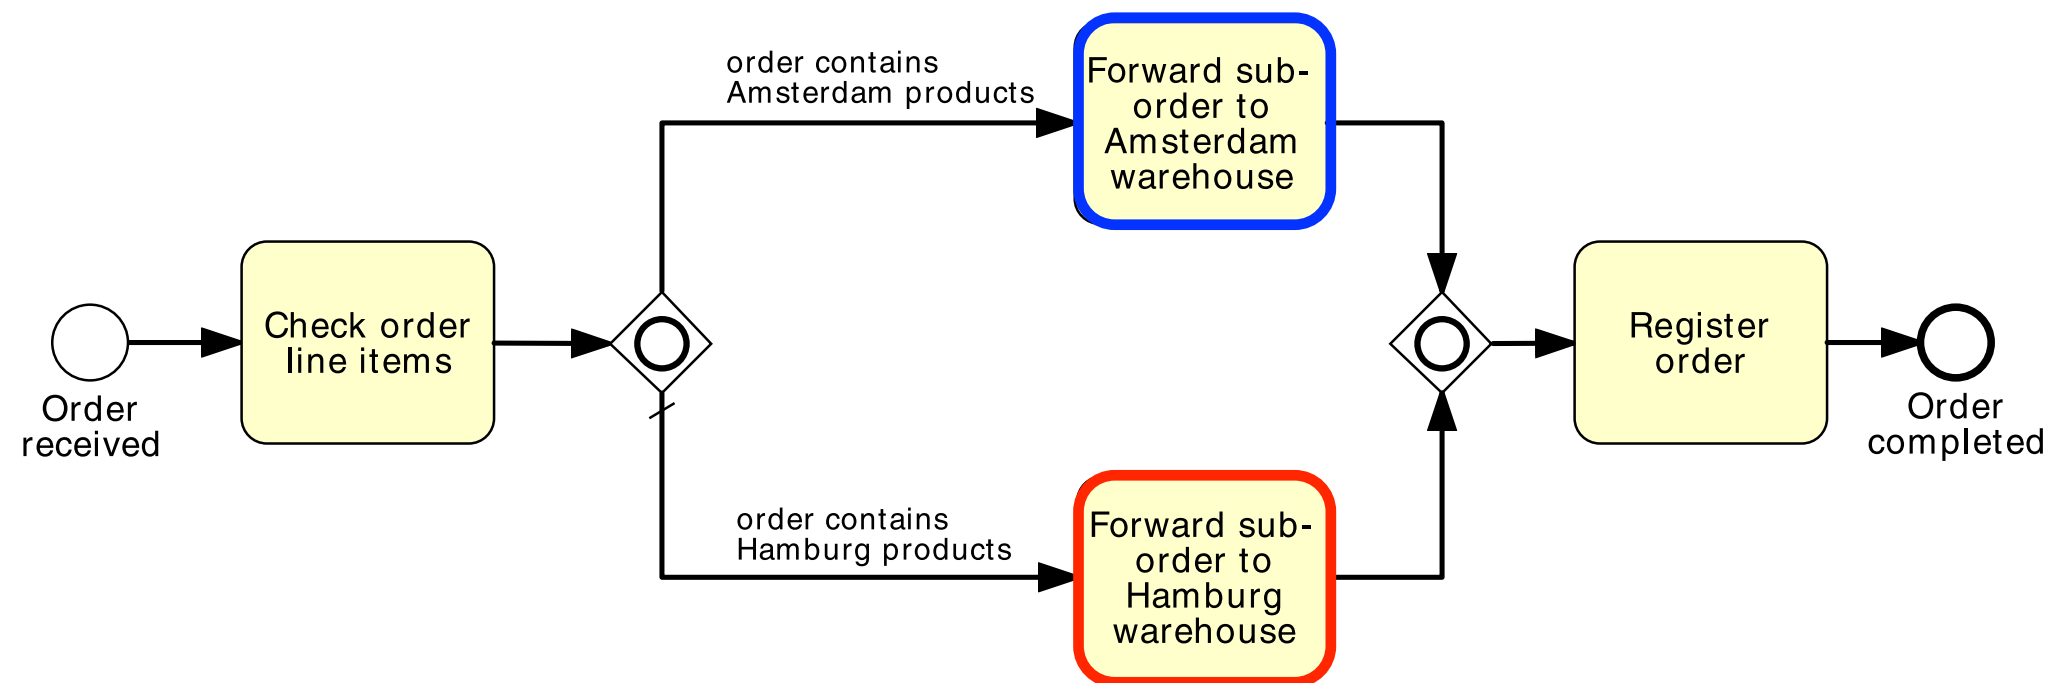 order contains
Amsterdam products
Forward sub-
order to
Amsterdam
warehouse
Order
received
Check order
line items
Register
order
Order
completed
order contains
Hamburg products
Forward sub-
order to
Hamburg
warehouse